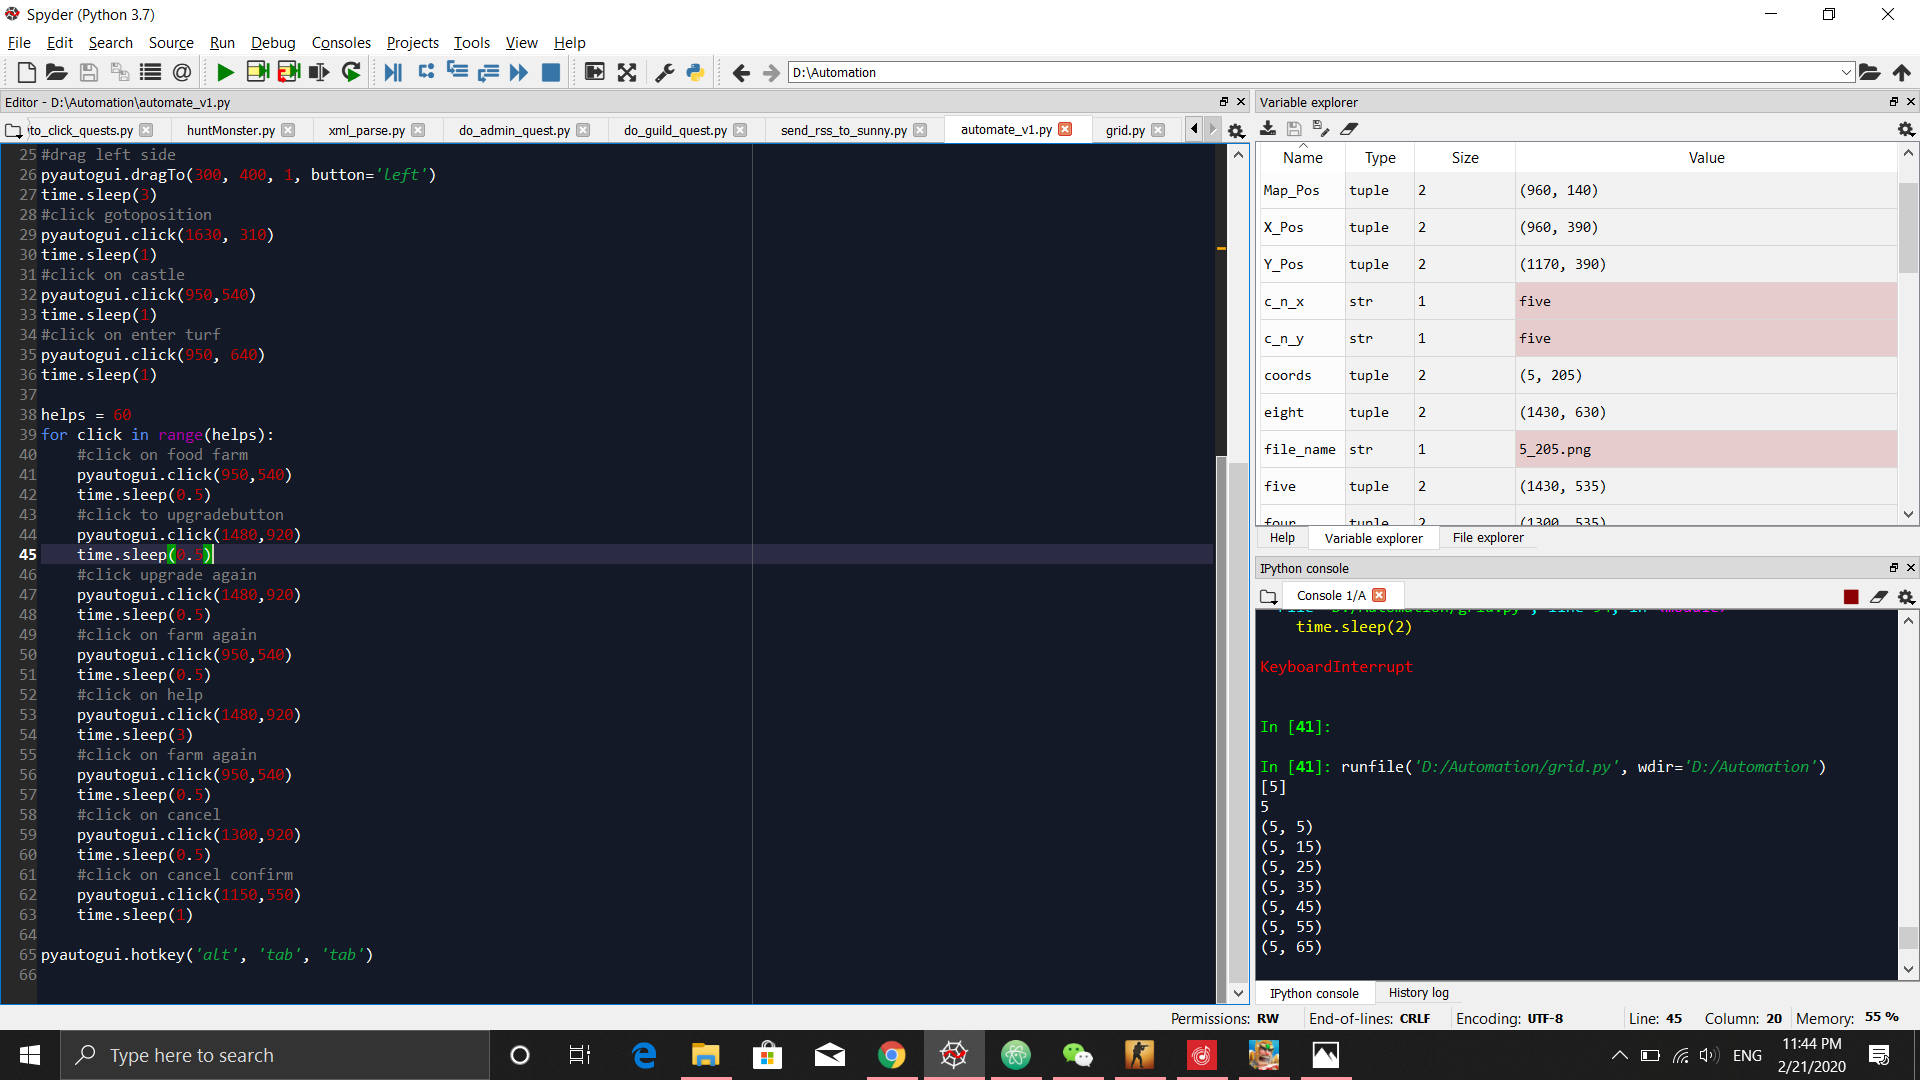 Spyder (Python 3.7)
File Edit Search Source Run Debug Consoles Projects Tools View Help
D:\Automation
Editor - D:\Automation\automate_v1.py
to_click_quests.py huntMonster.py xml_parse.py do_admin_quest.py do_guild_quest.py send_rss_to_sunny.py automate_v1.py grid.py
25 #drag left side
26 pyautogui.dragTo(300, 400, 1, button='left')
27 time.sleep(3)
28 #click gotoposition
29 pyautogui.click(1630, 310)
30 time.sleep(1)
31 #click on castle
32 pyautogui.click(950,540)
33 time.sleep(1)
34 #click on enter turf
35 pyautogui.click(950, 640)
36 time.sleep(1)
37
38 helps = 60
39 for click in range(helps):
40 #click on food farm
41 pyautogui.click(950,540)
42 time.sleep(0.5)
43 #click to upgradebutton
44 pyautogui.click(1480,920)
45 time.sleep(0.5)
46 #click upgrade again
47 pyautogui.click(1480,920)
48 time.sleep(0.5)
49 #click on farm again
50 pyautogui.click(950,540)
51 time.sleep(0.5)
52 #click on help
53 pyautogui.click(1480,920)
54 time.sleep(3)
55 #click on farm again
56 pyautogui.click(950,540)
57 time.sleep(0.5)
58 #click on cancel
59 pyautogui.click(1300,920)
60 time.sleep(0.5)
61 #click on cancel confirm
62 pyautogui.click(1150,550)
63 time.sleep(1)
64
65 pyautogui.hotkey('alt', 'tab', 'tab')
66
Variable explorer
Name Type Size Value
Map_Pos tuple 2 (960, 140)
X_Pos tuple 2 (960, 390)
Y_Pos tuple 2 (1170, 390)
c_n_x str 1 five
c_n_y str 1 five
coords tuple 2 (5, 205)
eight tuple 2 (1430, 630)
file_name str 1 5_205.png
five tuple 2 (1430, 535)
four tuple 2 (1300, 535)
Help Variable explorer File explorer
IPython console
Console 1/A
time.sleep(2)
KeyboardInterrupt
In [41]:
In [41]: runfile('D:/Automation/grid.py', wdir='D:/Automation')
[5]
5
(5, 5)
(5, 15)
(5, 25)
(5, 35)
(5, 45)
(5, 55)
(5, 65)
IPython console History log
Permissions: RW End-of-lines: CRLF Encoding: UTF-8 Line: 45 Column: 20 Memory: 55 %
Type here to search
ENG
11:44 PM
2/21/2020